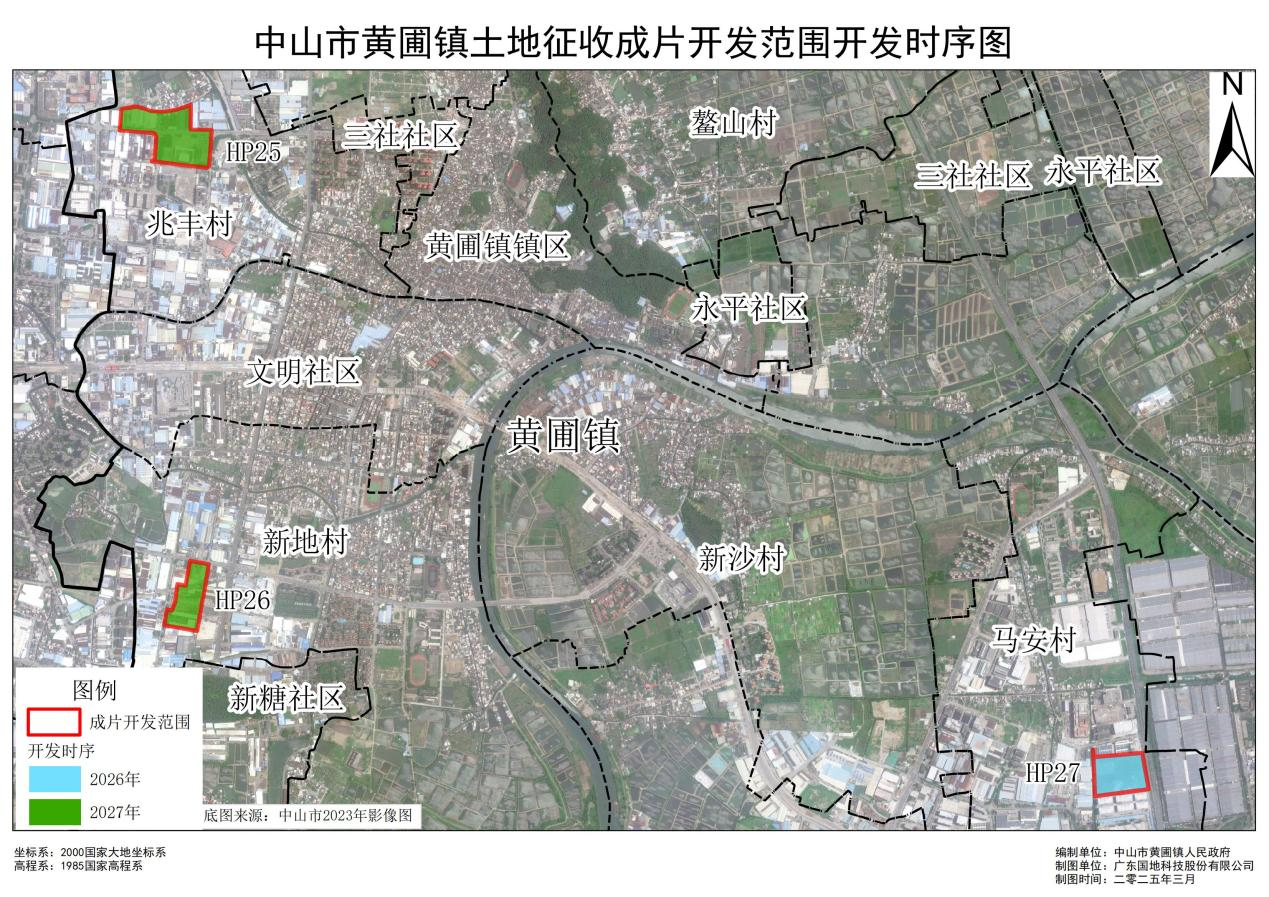 中山市黄圃镇土地征收成片开发范围开发时序图
N
三社社区
鳌山村
HP25
三社社区
永平社区
兆丰村
黄圃镇镇区
永平社区
文明社区
黄圃镇
新地村
新沙村
HP26
马安村
新糖社区
HP27
图例
成片开发范围
开发时序
2026年
2027年
底图来源：中山市2023年影像图
坐标系：2000国家大地坐标系
高程系：1985国家高程系
编制单位：中山市黄圃镇人民政府
制图单位：广东国地科技股份有限公司
制图时间：二零二五年三月